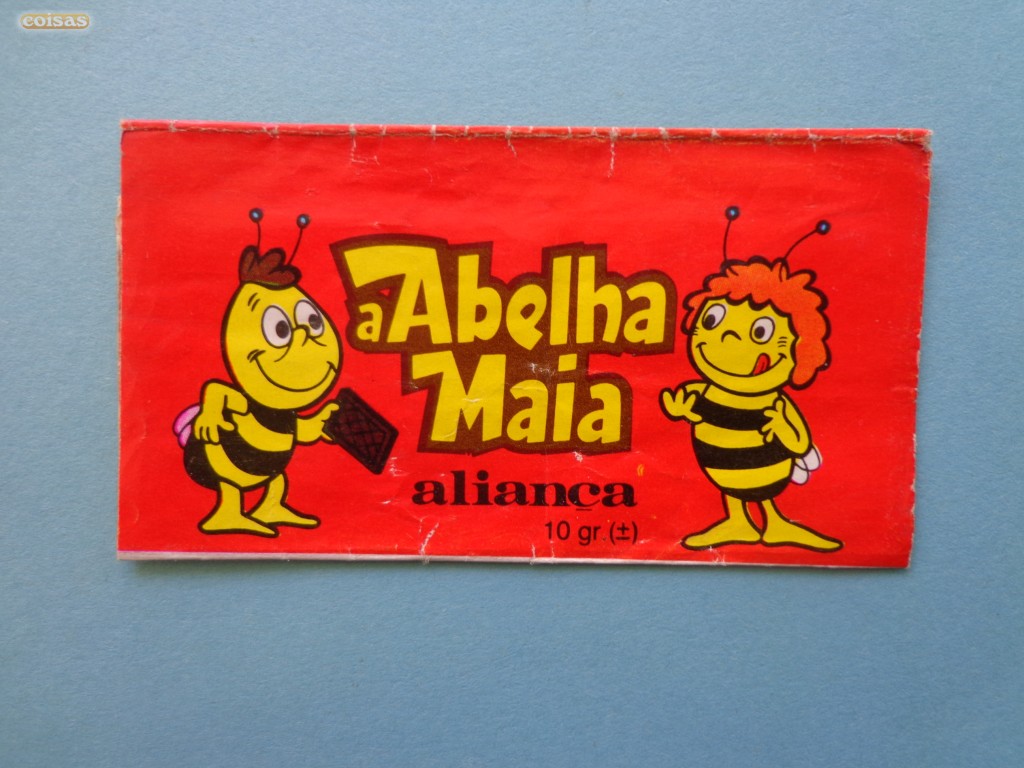 coisas
a Abelha
Maia
aliança
10 gr.(±)